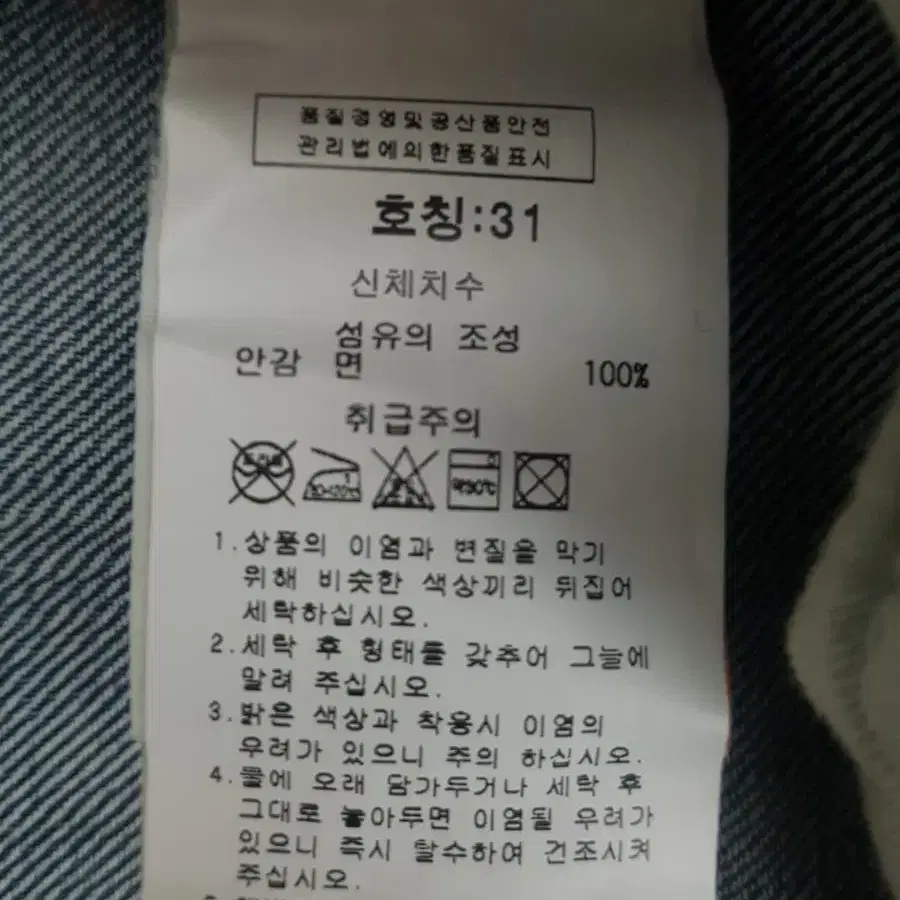 품질경영및공산품안전
관리법에의한품질표시
호칭:31
신체치수
섬유의 조성
안감 면 100%
취급주의
1.상품의 이염과 변질을 막기
위해 비슷한 색상끼리 뒤집어
세탁하십시오.
2.세탁 후 형태를 갖추어 그늘에
말려 주십시오.
3.밝은 색상과 착용시 이염의
우려가 있으니 주의 하십시오.
4.물에 오래 담가두거나 세탁 후
그대로 놓아두면 이염될 우려가
있으니 즉시 탈수하여 건조시켜
주십시오.